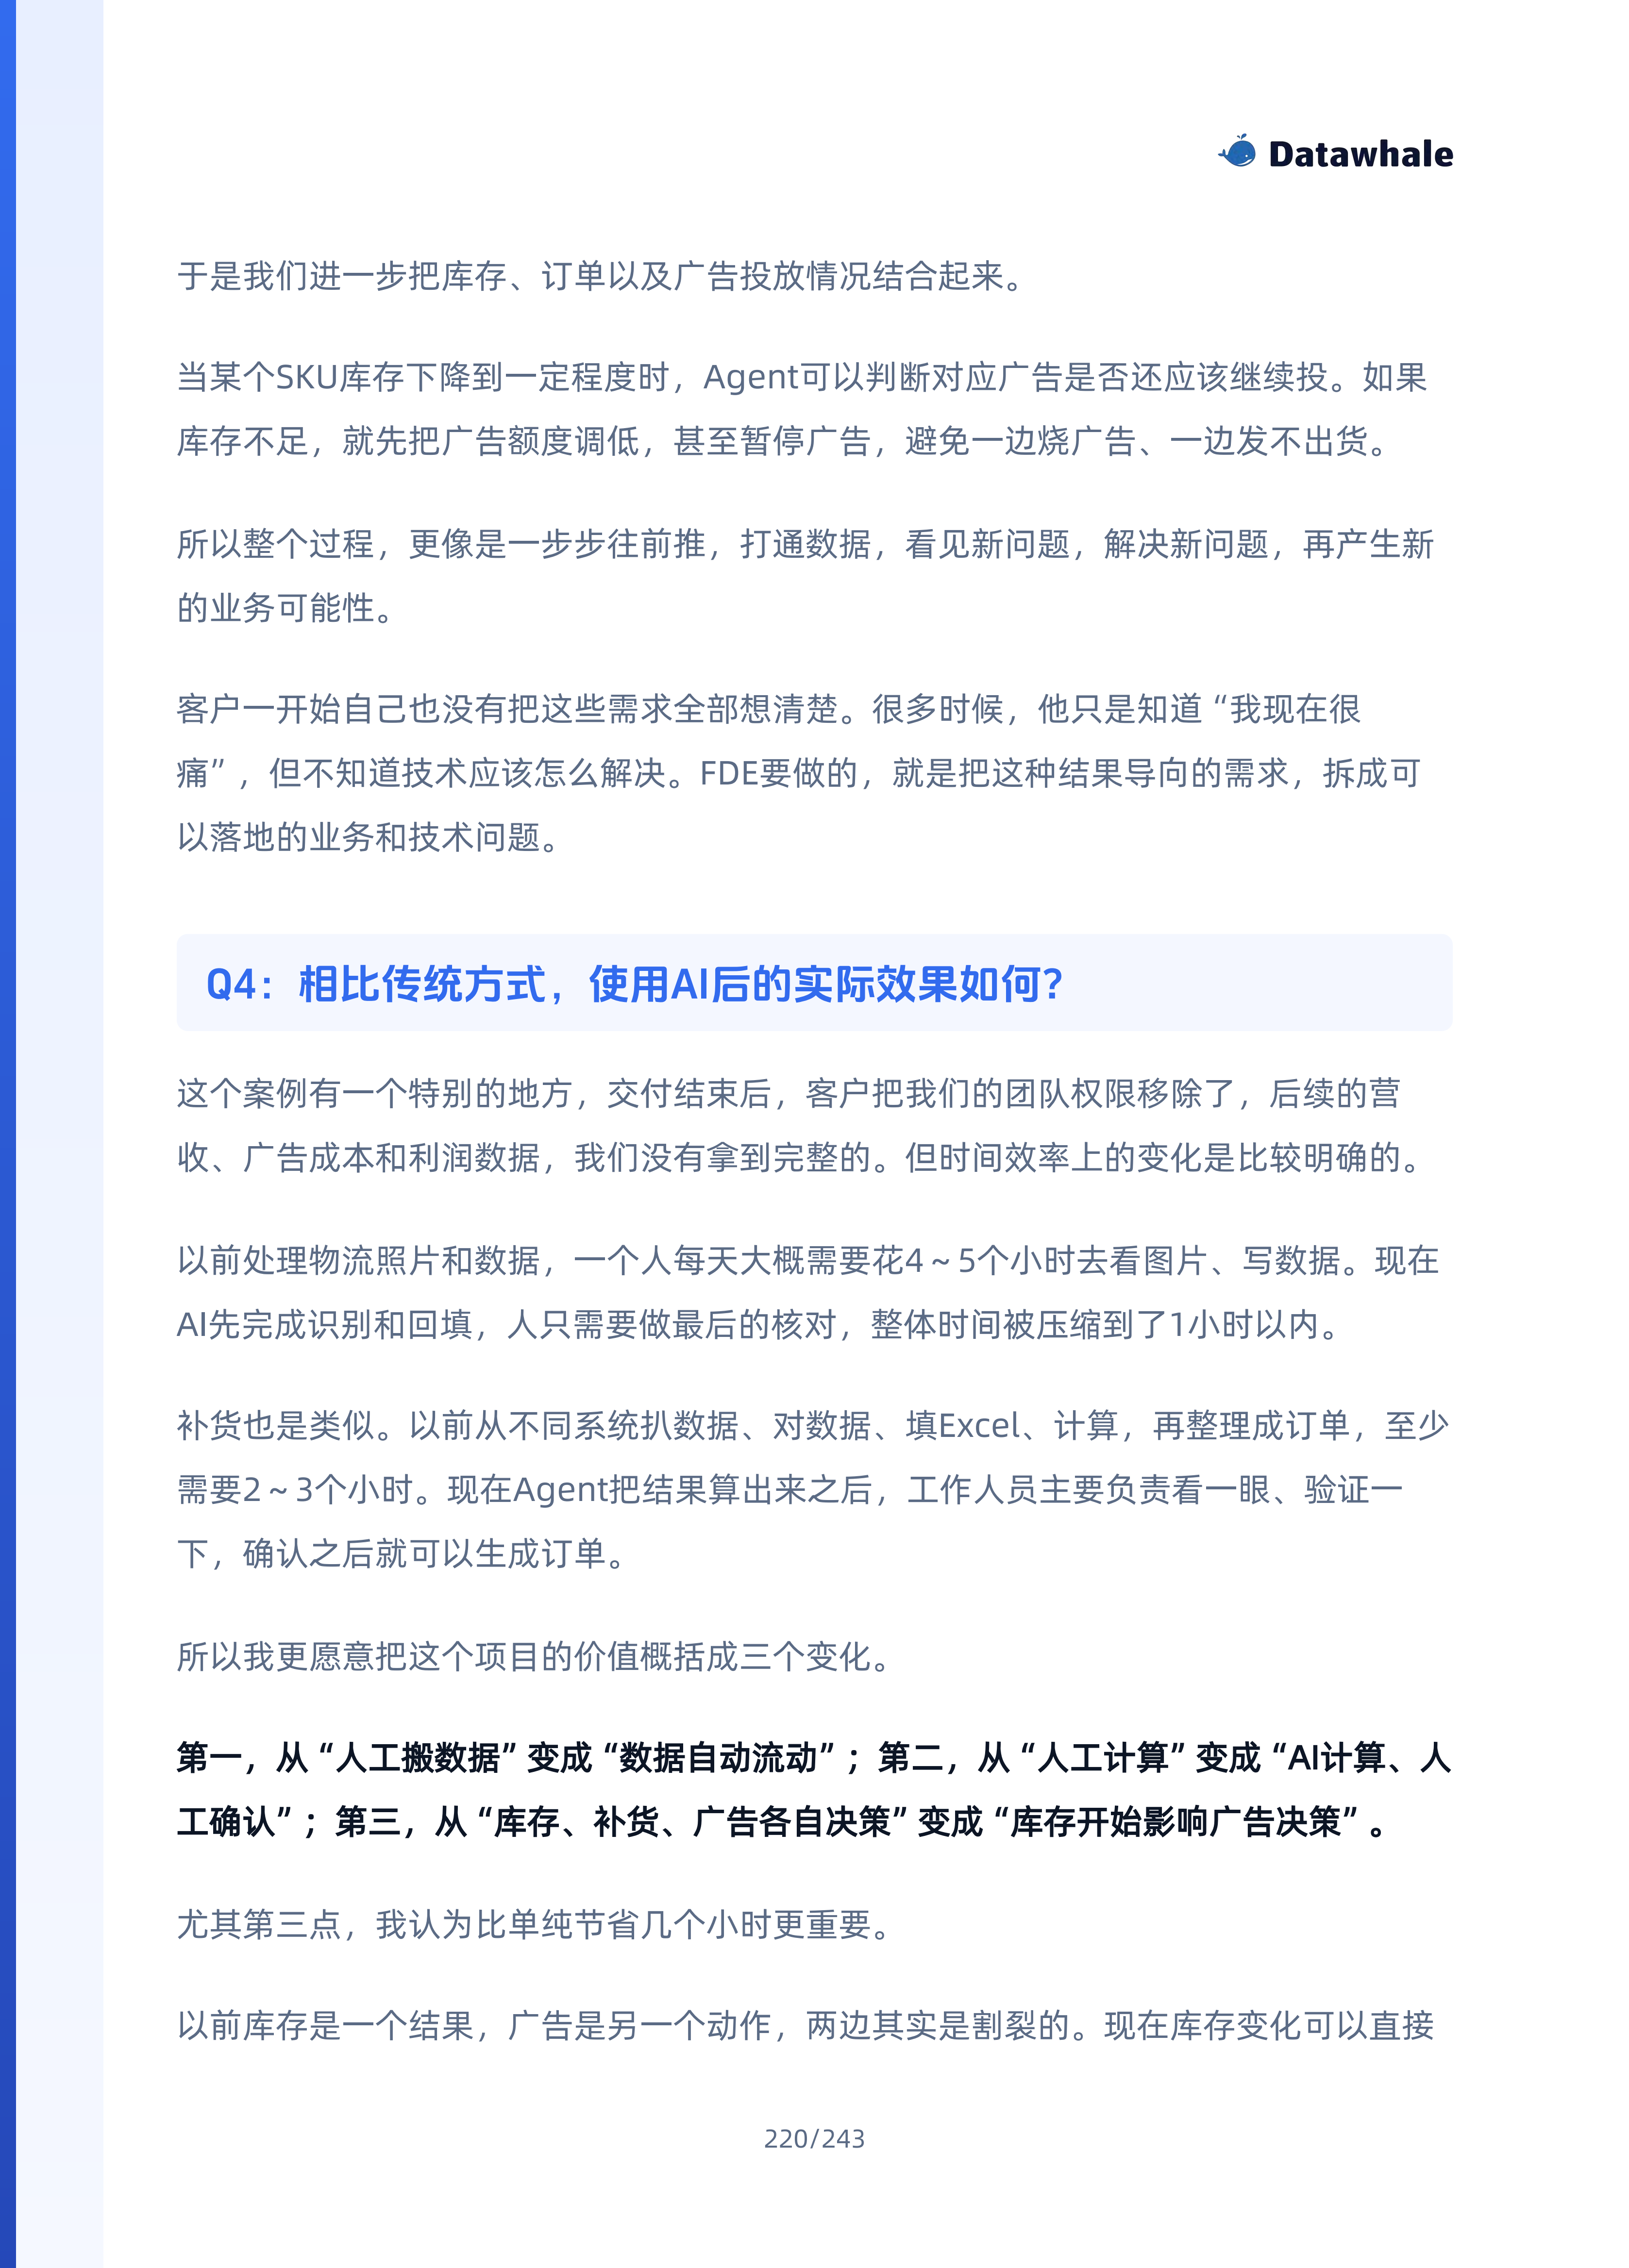 Datawhale
于是我们进一步把库存、订单以及广告投放情况结合起来。
当某个SKU库存下降到一定程度时，Agent可以判断对应广告是否还应该继续投。如果
库存不足，就先把广告额度调低，甚至暂停广告，避免一边烧广告、一边发不出货。
所以整个过程，更像是一步步往前推，打通数据，看见新问题，解决新问题，再产生新
的业务可能性。
客户一开始自己也没有把这些需求全部想清楚。很多时候，他只是知道“我现在很
痛”，但不知道技术应该怎么解决。FDE要做的，就是把这种结果导向的需求，拆成可
以落地的业务和技术问题。
Q4：相比传统方式，使用AI后的实际效果如何？
这个案例有一个特别的地方，交付结束后，客户把我们的团队权限移除了，后续的营
收、广告成本和利润数据，我们没有拿到完整的。但时间效率上的变化是比较明确的。
以前处理物流照片和数据，一个人每天大概需要花4～5个小时去看图片、写数据。现在
AI先完成识别和回填，人只需要做最后的核对，整体时间被压缩到了1小时以内。
补货也是类似。以前从不同系统扒数据、对数据、填Excel、计算，再整理成订单，至少
需要2～3个小时。现在Agent把结果算出来之后，工作人员主要负责看一眼、验证一
下，确认之后就可以生成订单。
所以我更愿意把这个项目的价值概括成三个变化。
第一，从“人工搬数据”变成“数据自动流动”；第二，从“人工计算”变成“AI计算、人
工确认”；第三，从“库存、补货、广告各自决策”变成“库存开始影响广告决策”。
尤其第三点，我认为比单纯节省几个小时更重要。
以前库存是一个结果，广告是另一个动作，两边其实是割裂的。现在库存变化可以直接
220/243